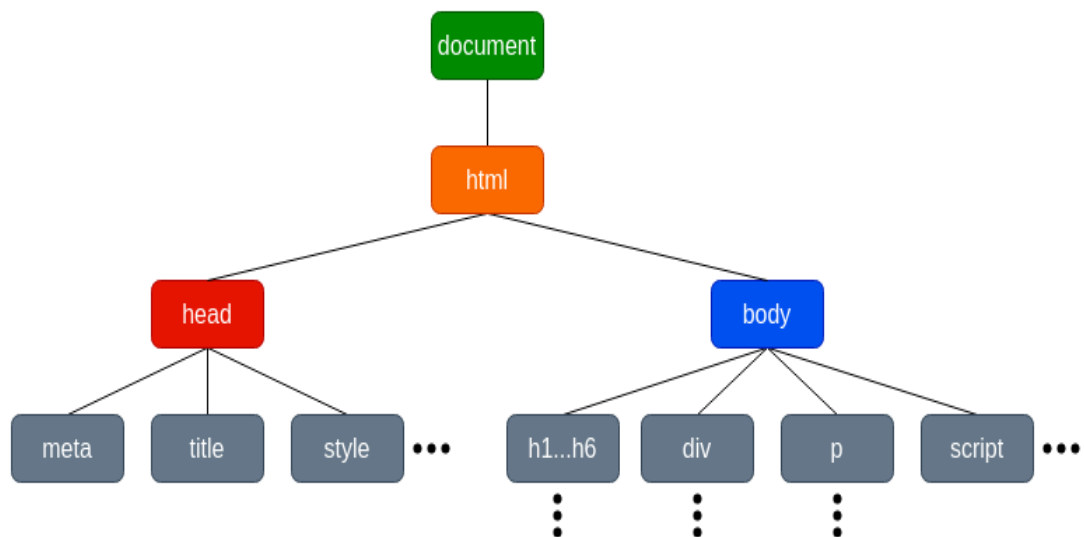 document
html
head
body
meta
title
style
h1...h6
div
p
script